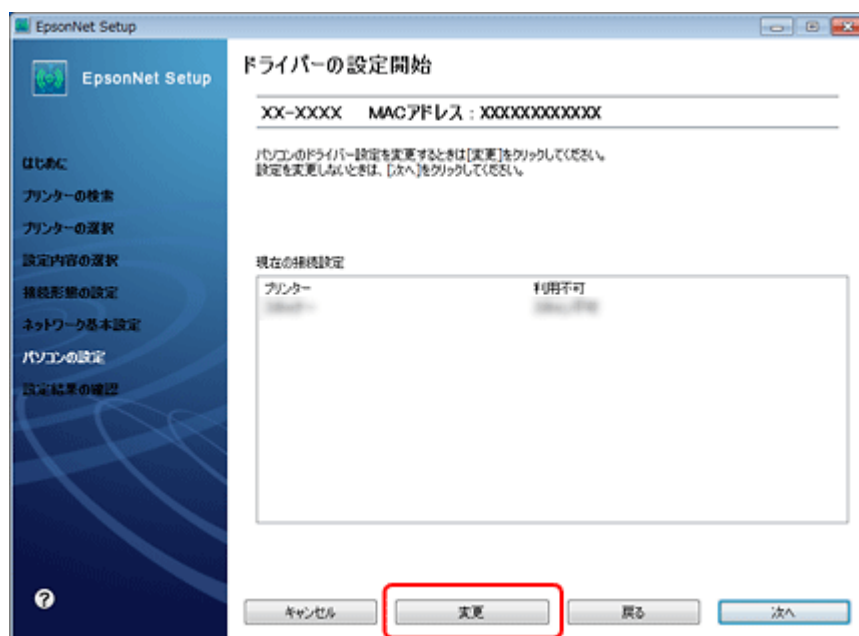 EpsonNet Setup
EpsonNet Setup
はじめに
プリンターの検索
プリンターの選択
設定内容の選択
接続形態の設定
ネットワーク基本設定
パソコンの設定
設定結果の確認
?
ドライバーの設定開始
XX-XXXX MACアドレス：XXXXXXXXXXXX
パソコンのドライバー設定を変更するときは[変更]をクリックしてください。
設定を変更しないときは、[次へ]をクリックしてください。
現在の接続設定
プリンター 利用不可
キャンセル 変更 戻る 次へ